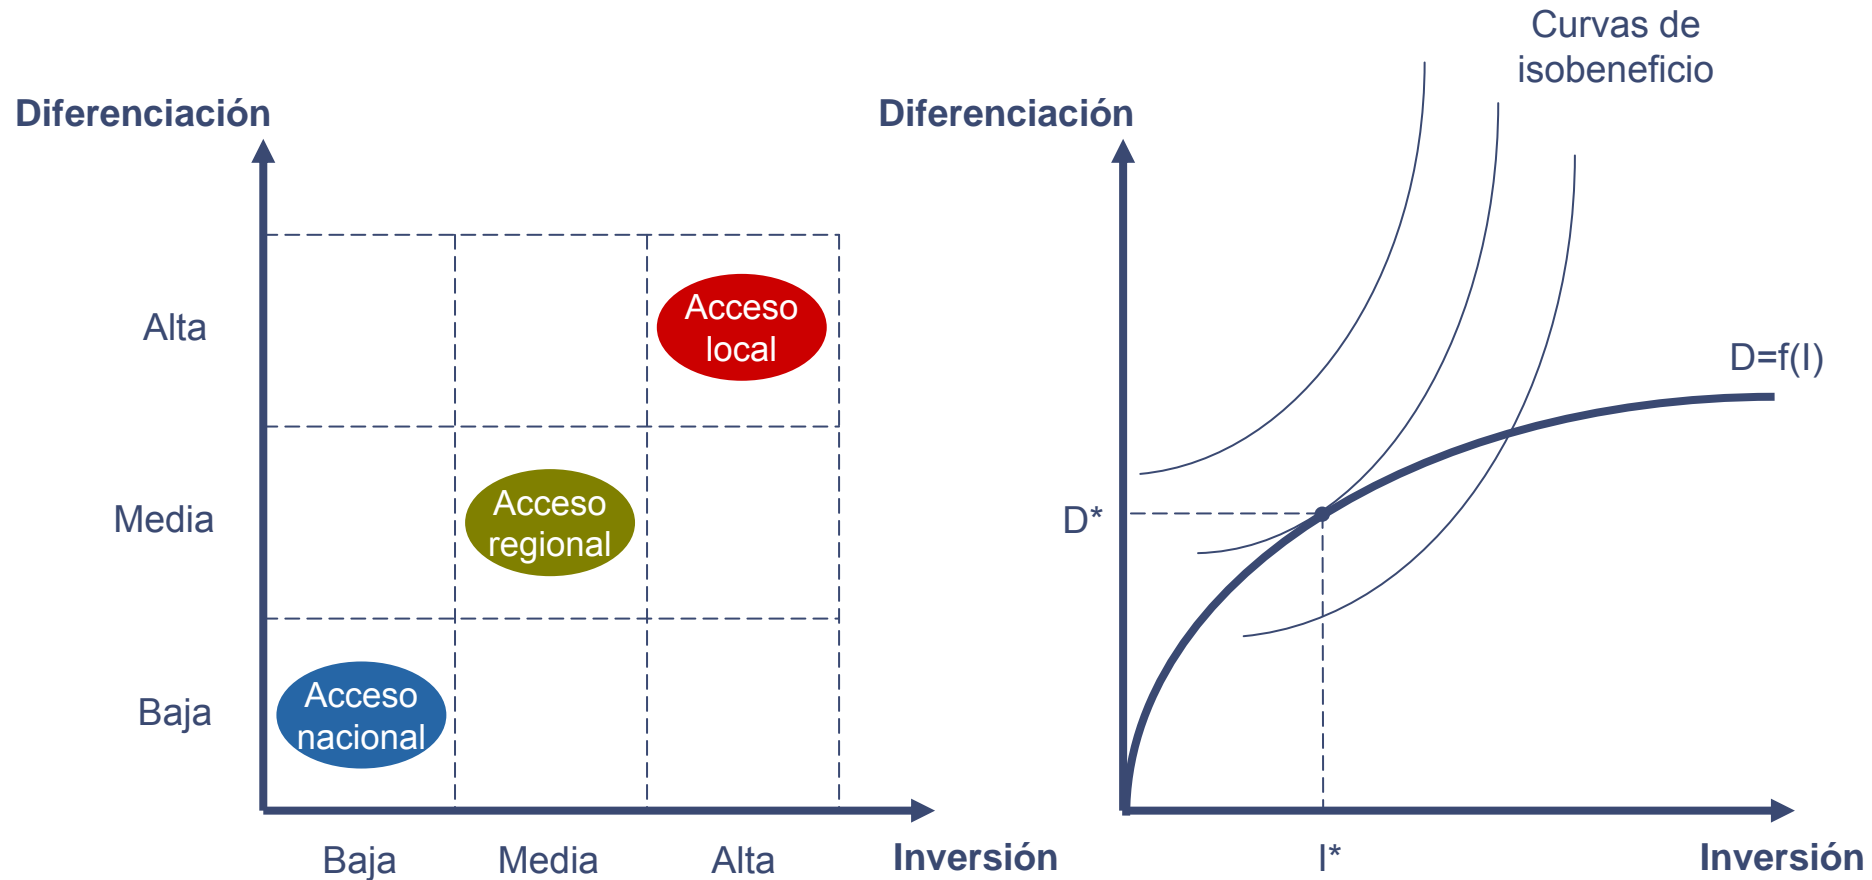 Diferenciación
Alta
Media
Baja
Acceso
local
Acceso
regional
Acceso
nacional
Baja
Media
Alta
Inversión
Curvas de
isobeneficio
Diferenciación
D=f(I)
D*
I*
Inversión